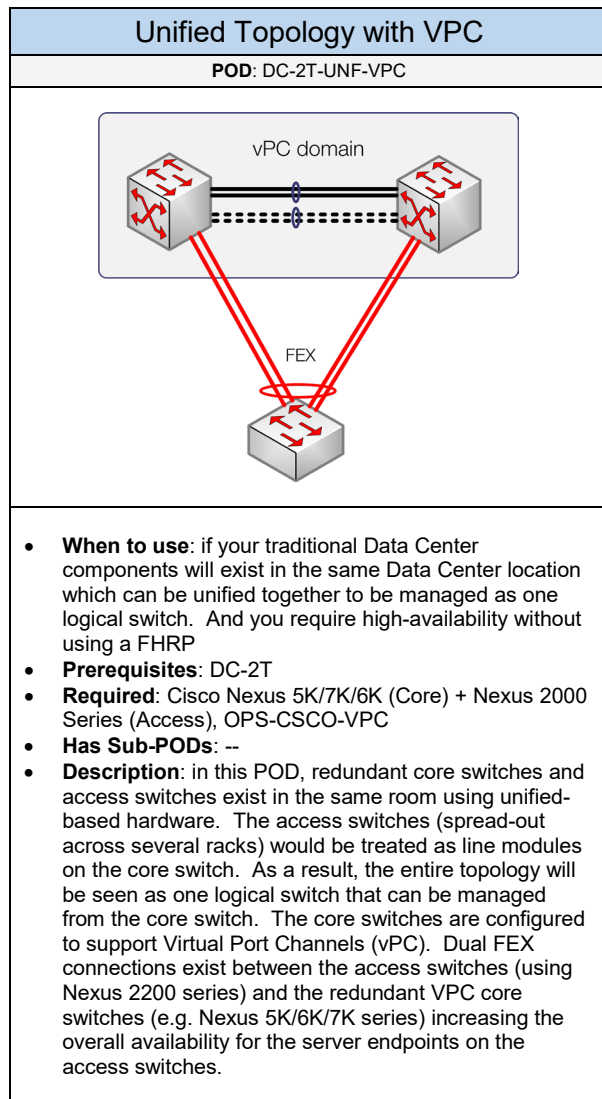 Unified Topology with VPC
POD: DC-2T-UNF-VPC
vPC domain
FEX
• When to use: if your traditional Data Center
components will exist in the same Data Center location
which can be unified together to be managed as one
logical switch. And you require high-availability without
using a FHRP
• Prerequisites: DC-2T
• Required: Cisco Nexus 5K/7K/6K (Core) + Nexus 2000
Series (Access), OPS-CSCO-VPC
• Has Sub-PODs: --
• Description: in this POD, redundant core switches and
access switches exist in the same room using unified-
based hardware. The access switches (spread-out
across several racks) would be treated as line modules
on the core switch. As a result, the entire topology will
be seen as one logical switch that can be managed
from the core switch. The core switches are configured
to support Virtual Port Channels (vPC). Dual FEX
connections exist between the access switches (using
Nexus 2200 series) and the redundant VPC core
switches (e.g. Nexus 5K/6K/7K series) increasing the
overall availability for the server endpoints on the
access switches.